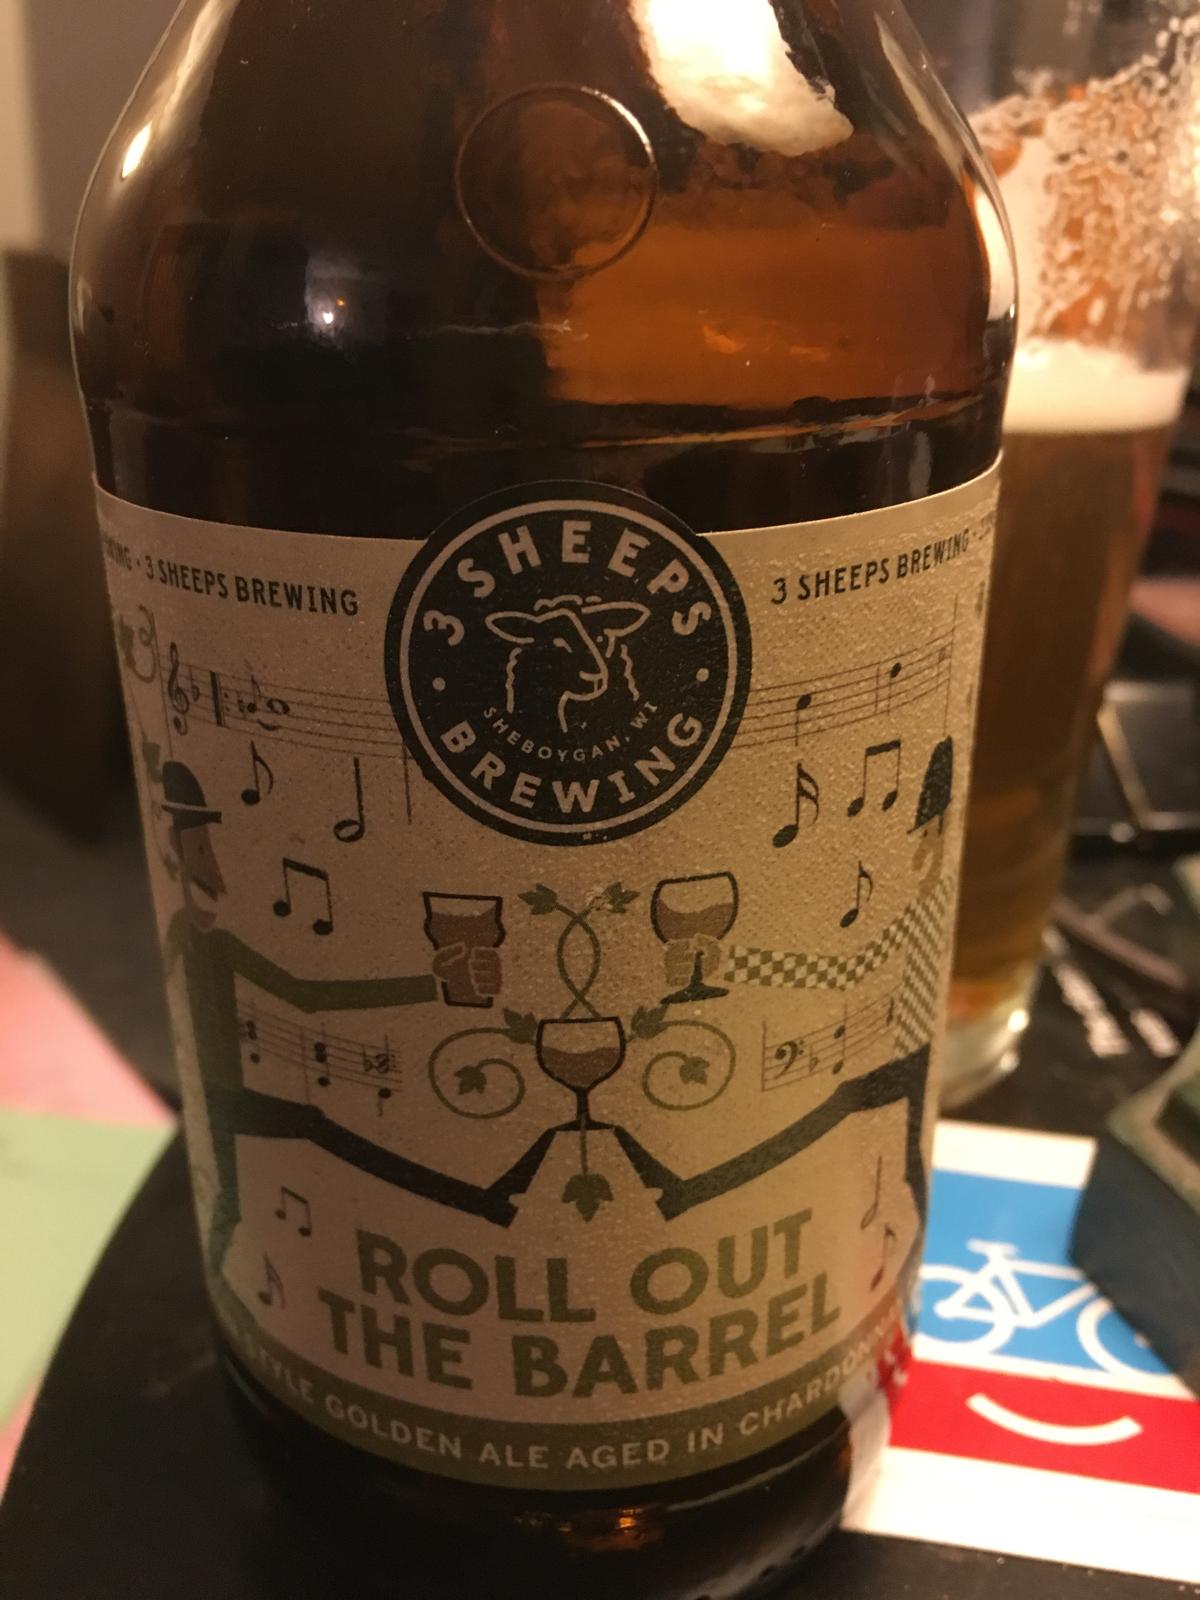 3 SHEEPS BREWING
3 SHEEPS BREWING
3 SHEEPS
SHEBOYGAN, WI
BREWING
ROLL OUT
THE BARREL
STYLE GOLDEN ALE AGED IN